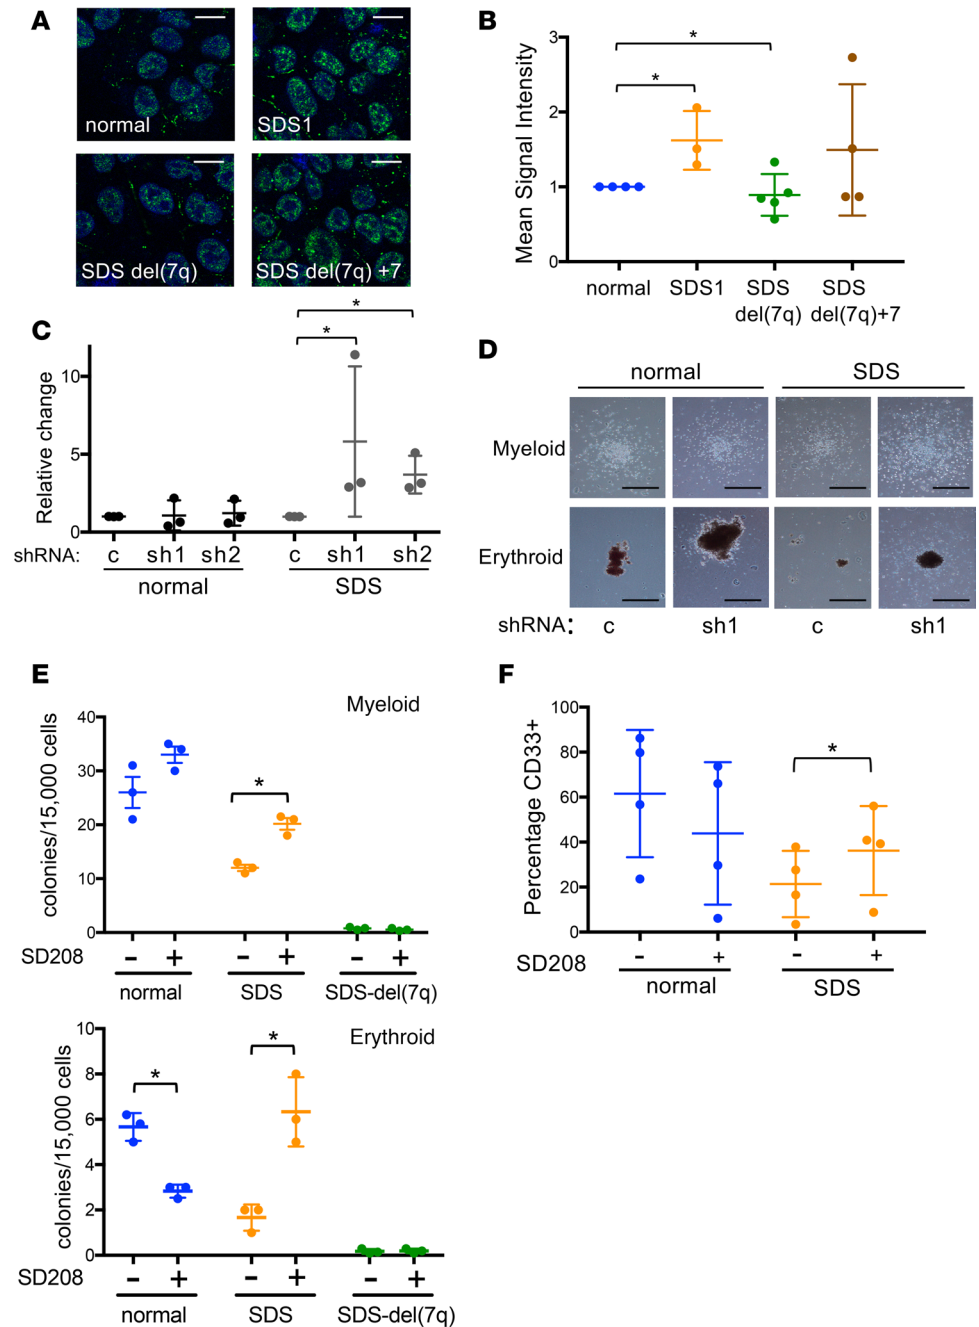 A
normal
SDS1
SDS del(7q)
SDS del(7q) +7
B
Mean Signal Intensity
3
2
1
0
*
*
normal
SDS1
SDS
del(7q)
SDS
del(7q)+7
C
Relative change
10
5
0
*
*
shRNA:
c
sh1
sh2
c
sh1
sh2
normal
SDS
D
normal
SDS
Myeloid
Erythroid
shRNA:
c
sh1
c
sh1
E
Myeloid
colonies/15,000 cells
40
30
20
10
0
*
SD208
- + - + - +
normal
SDS
SDS-del(7q)
Erythroid
colonies/15,000 cells
10
8
6
4
2
0
*
*
SD208
- + - + - +
normal
SDS
SDS-del(7q)
F
Percentage CD33+
100
80
60
40
20
0
*
SD208
- + - +
normal
SDS